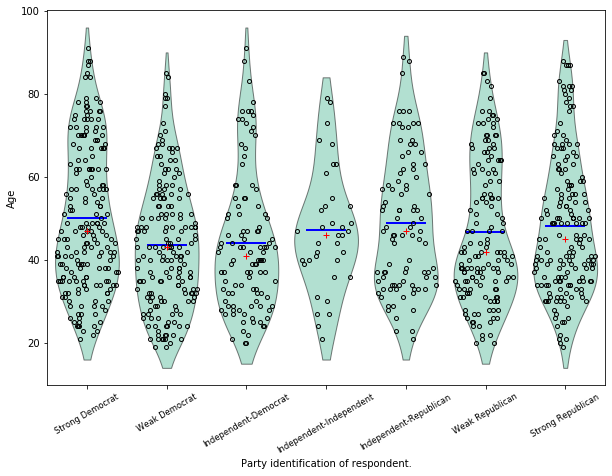 100
80
60
40
20
Age
Strong Democrat
Weak Democrat
Independent-Democrat
Independent-Independent
Independent-Republican
Weak Republican
Strong Republican
Party identification of respondent.